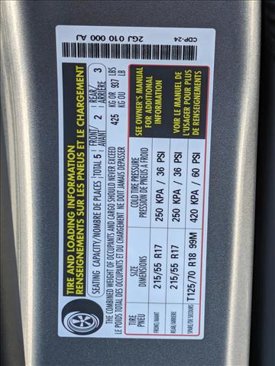 TIRE AND LOADING INFORMATION
RENSEIGNEMENTS SUR LES PNEUS ET LE CHARGEMENT
SEATING CAPACITY/NOMBRE DE PLACES TOTAL 5 FRONT/AVANT 2 REAR/ARRIÈRE 3
THE COMBINED WEIGHT OF OCCUPANTS AND CARGO SHOULD NEVER EXCEED 425 KG OR 937 LBS
LE POIDS TOTAL DES OCCUPANTS ET DU CHARGEMENT NE DOIT JAMAIS DÉPASSER KG OU LB
TIRE PNEU
SIZE DIMENSIONS
COLD TIRE PRESSURE
PRESSION DE PNEUS À FROID
FRONT/AVANT 215/55 R17 250 KPA / 36 PSI
REAR/ARRIÈRE 215/55 R17 250 KPA / 36 PSI
SPARE/DE SECOURS T125/70 R18 99M 420 KPA / 60 PSI
SEE OWNER'S MANUAL
FOR ADDITIONAL
INFORMATION
VOIR LE MANUEL DE
L'USAGER POUR PLUS
DE RENSEIGNEMENTS
2GJ 010 000 AJ
CDP-24